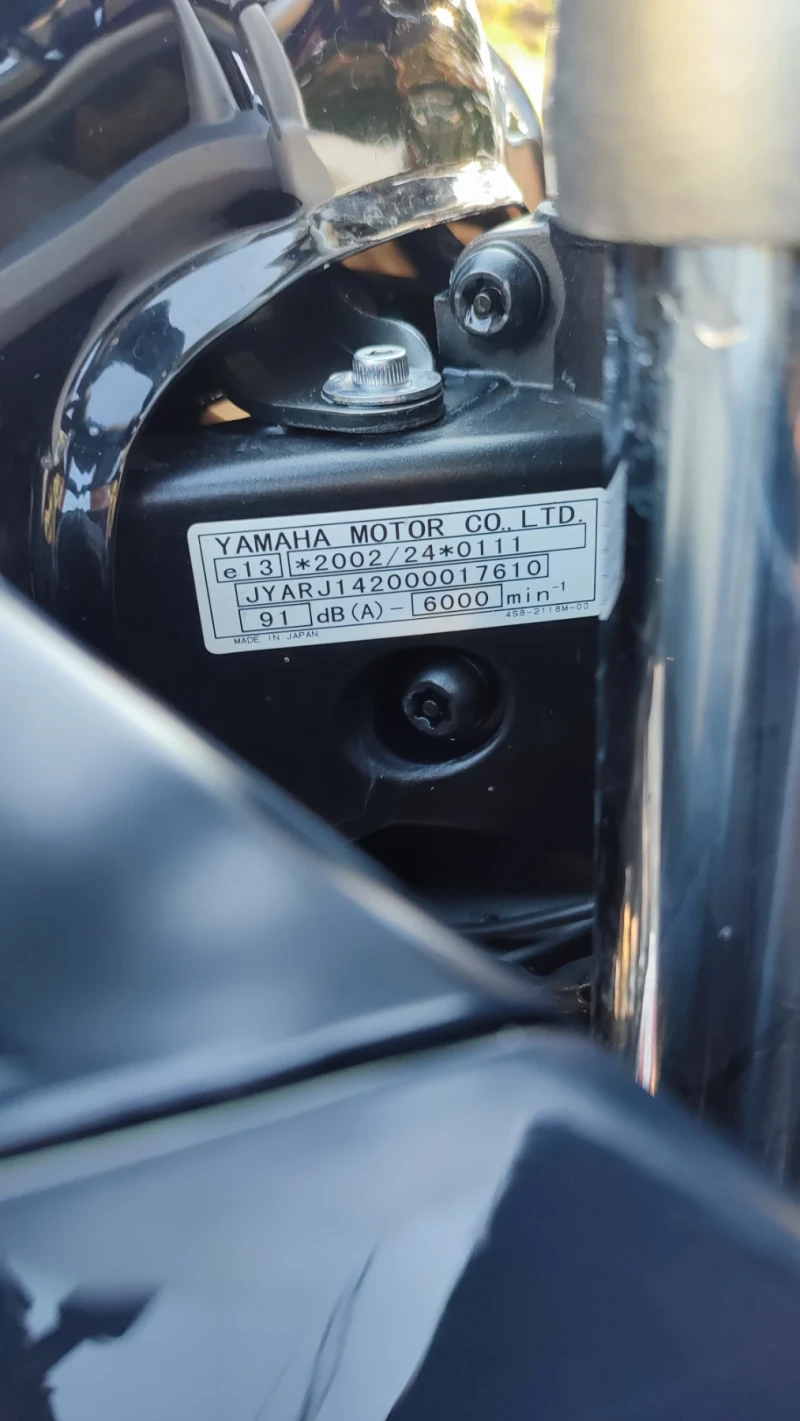 YAMAHA MOTOR CO., LTD.
e13 *2002/24*0111
JYARJ142000017610
91 dB(A) - 6000 min⁻¹
MADE IN JAPAN 4S8-2118M-00